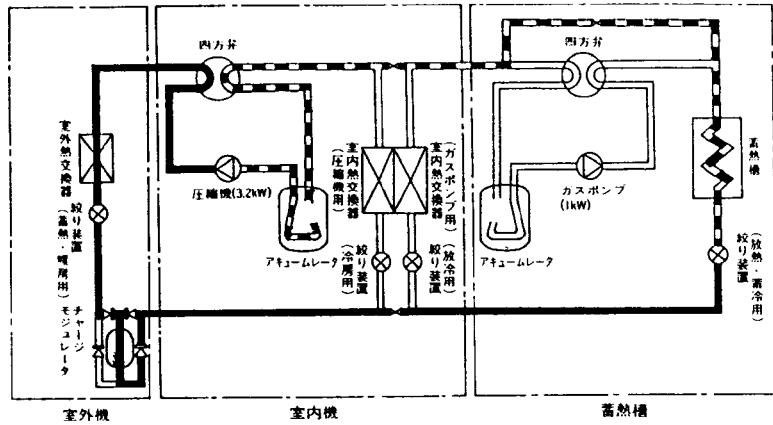 四方弁
四方弁
室外熱交換器
絞り装置
(蓄熱・暖房用)
チャージ
モジュレータ
圧縮機(3.2kW)
アキュームレータ
室内熱交換器
(圧縮機用)
室内熱交換器
(ガスポンプ用)
絞り装置
(冷房用)
絞り装置
(放冷用)
ガスポンプ
(1kW)
アキュームレータ
蓄熱槽
絞り装置
(放熱・蓄冷用)
室外機
室内機
蓄熱槽